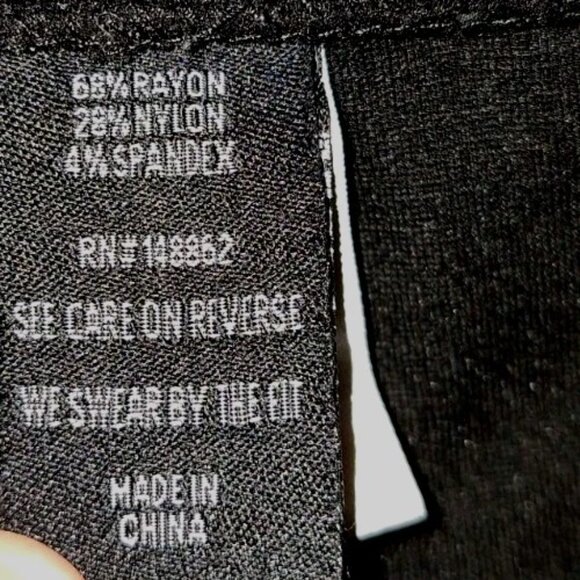 68% RAYON
28% NYLON
4% SPANDEX
RN# 148862
SEE CARE ON REVERSE
WE SWEAR BY THE FIT
MADE IN
CHINA